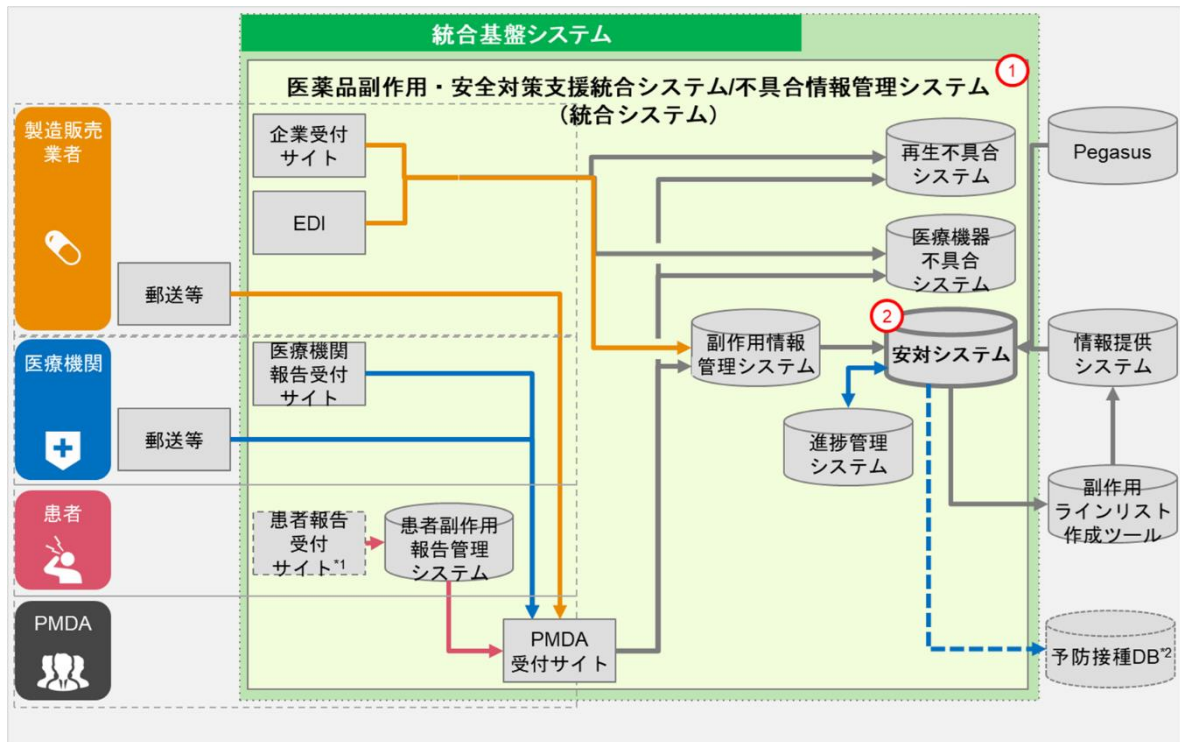 統合基盤システム
医薬品副作用・安全対策支援統合システム/不具合情報管理システム
（統合システム）
1
製造販売
業者
企業受付
サイト
EDI
郵送等
再生不具合
システム
Pegasus
医療機器
不具合
システム
医療機関
医療機関
報告受付
サイト
郵送等
副作用情報
管理システム
2
安対システム
情報提供
システム
進捗管理
システム
患者
患者報告
受付
サイト*1
患者副作用
報告管理
システム
副作用
ラインリスト
作成ツール
PMDA
PMDA
受付サイト
予防接種DB*2